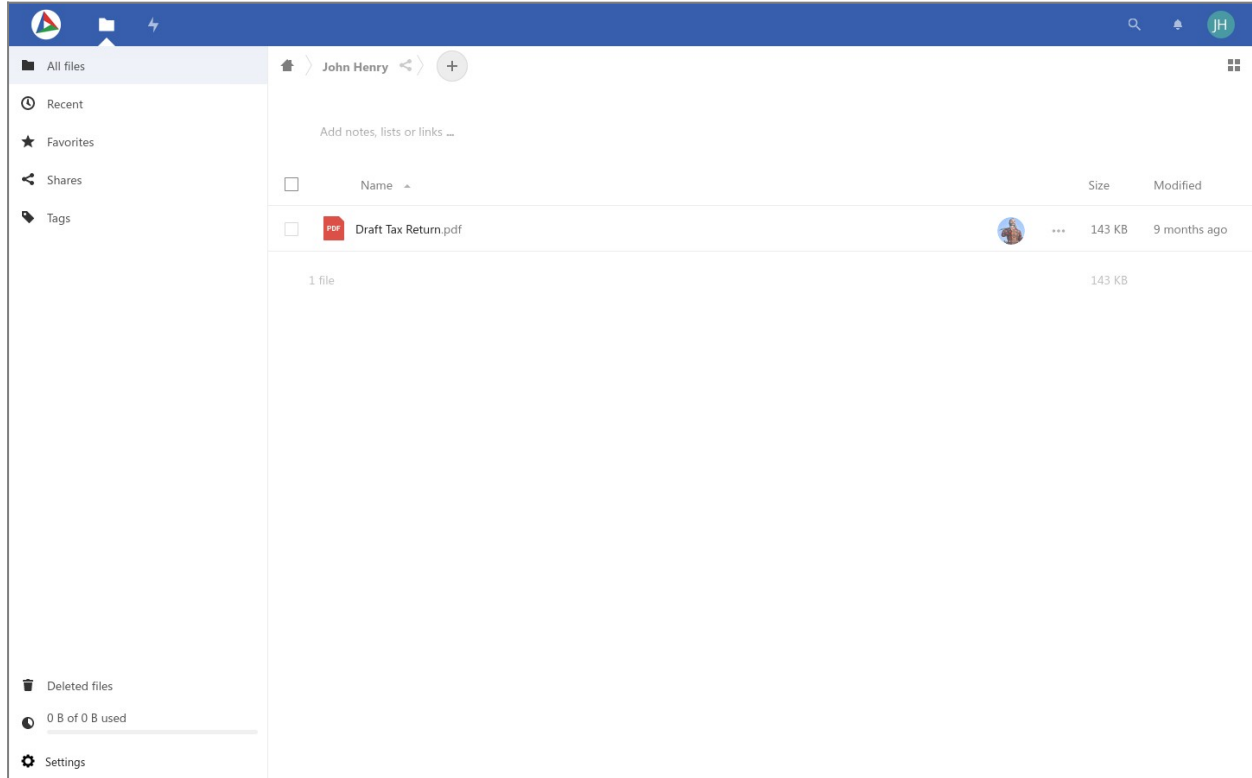 JH
All files
John Henry
Recent
Add notes, lists or links ...
Favorites
Shares
Name Size Modified
Tags
PDF Draft Tax Return.pdf ... 143 KB 9 months ago
1 file 143 KB
Deleted files
0 B of 0 B used
Settings